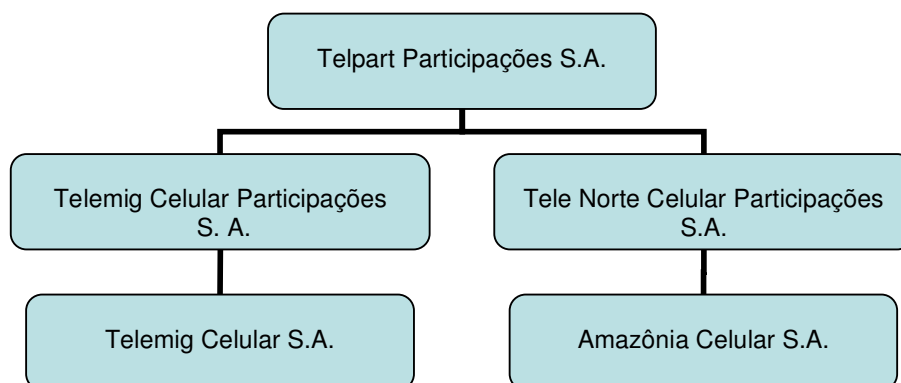 Telpart Participações S.A.
Telemig Celular Participações
S. A.
Tele Norte Celular Participações
S.A.
Telemig Celular S.A.
Amazônia Celular S.A.